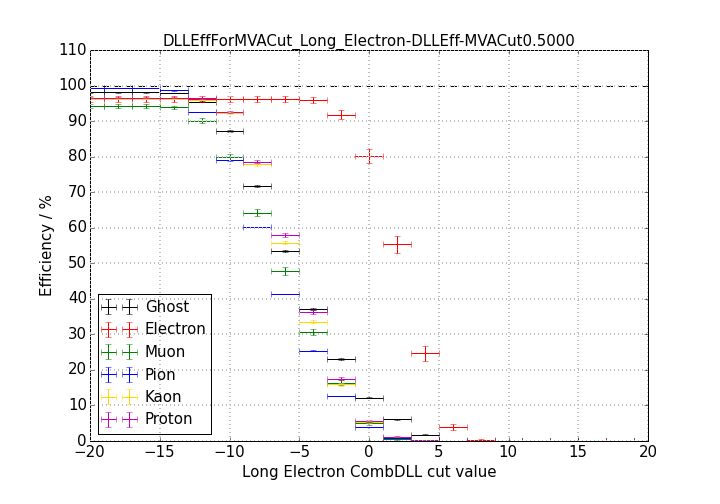 DLLEffForMVACut_Long_Electron-DLLEff-MVACut0.5000
110
100
90
80
70
60
50
40
30
20
10
0
Efficiency / %
Ghost
Electron
Muon
Pion
Kaon
Proton
−20 −15 −10 −5 0 5 10 15 20
Long Electron CombDLL cut value